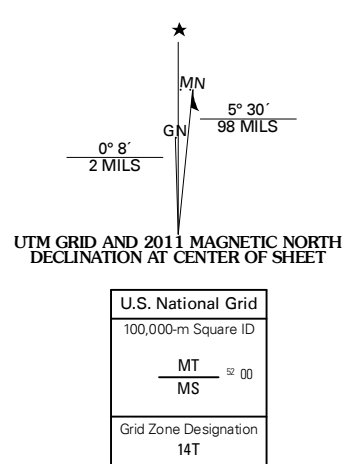 MN
GN
5° 30´
98 MILS
0° 8´
2 MILS
UTM GRID AND 2011 MAGNETIC NORTH
DECLINATION AT CENTER OF SHEET
U.S. National Grid
100,000-m Square ID
MT
52 00
MS
Grid Zone Designation
14T